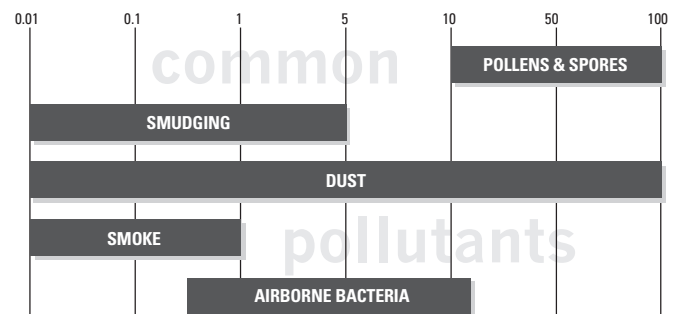 0.01 0.1 1 5 10 50 100
common
POLLENS & SPORES
SMUDGING
DUST
SMOKE
pollutants
AIRBORNE BACTERIA